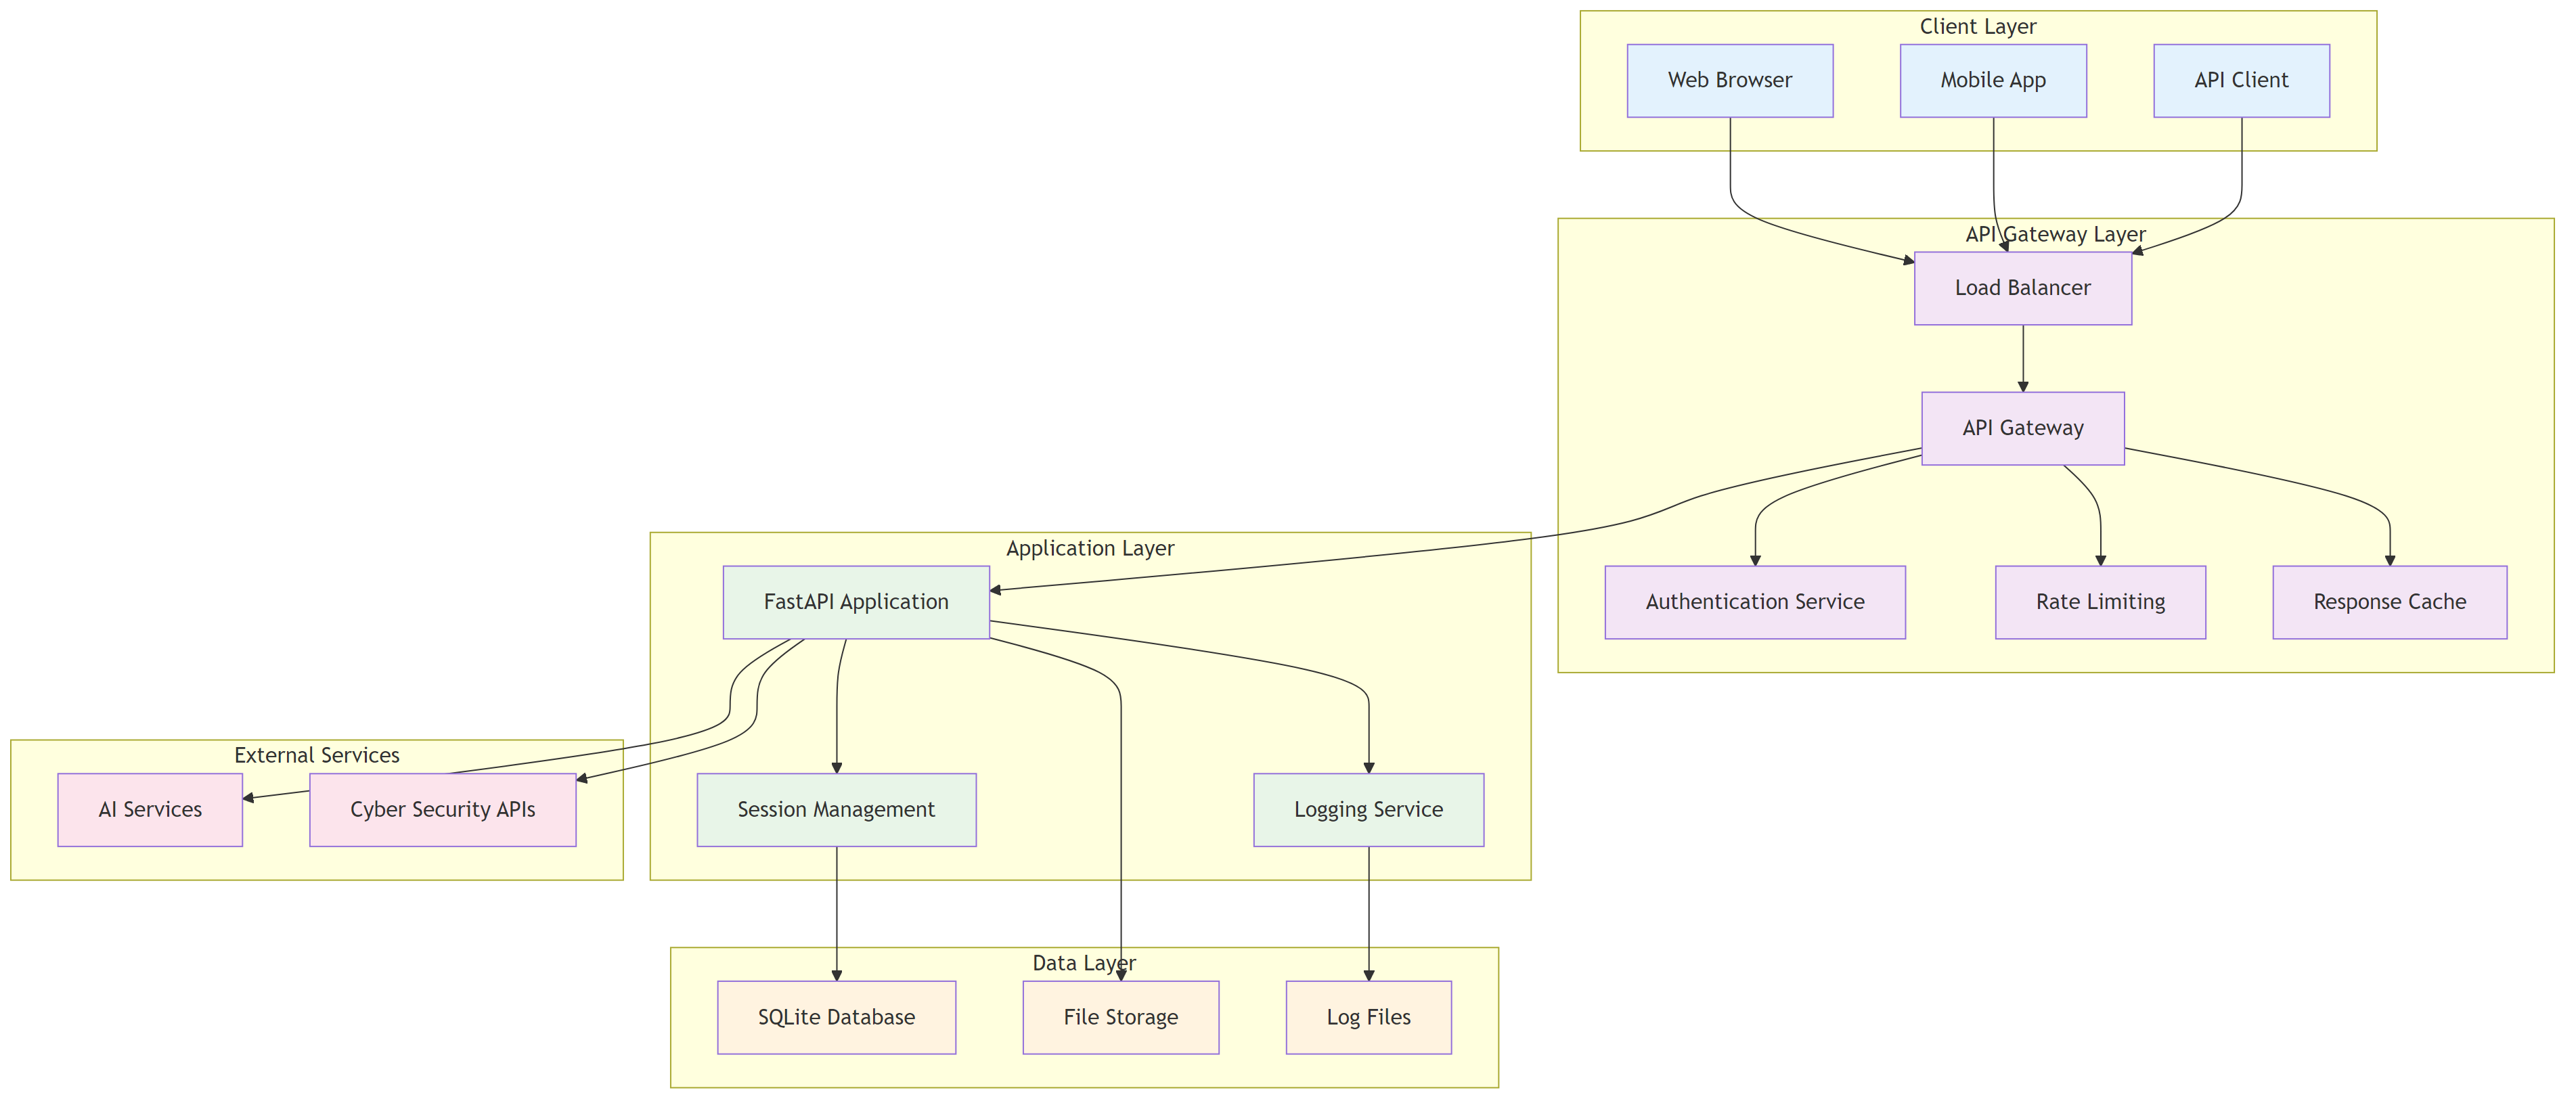 Client Layer
Web Browser
Mobile App
API Client
API Gateway Layer
Load Balancer
API Gateway
Application Layer
FastAPI Application
Authentication Service
Rate Limiting
Response Cache
External Services
AI Services
Cyber Security APIs
Session Management
Logging Service
Data Layer
SQLite Database
File Storage
Log Files